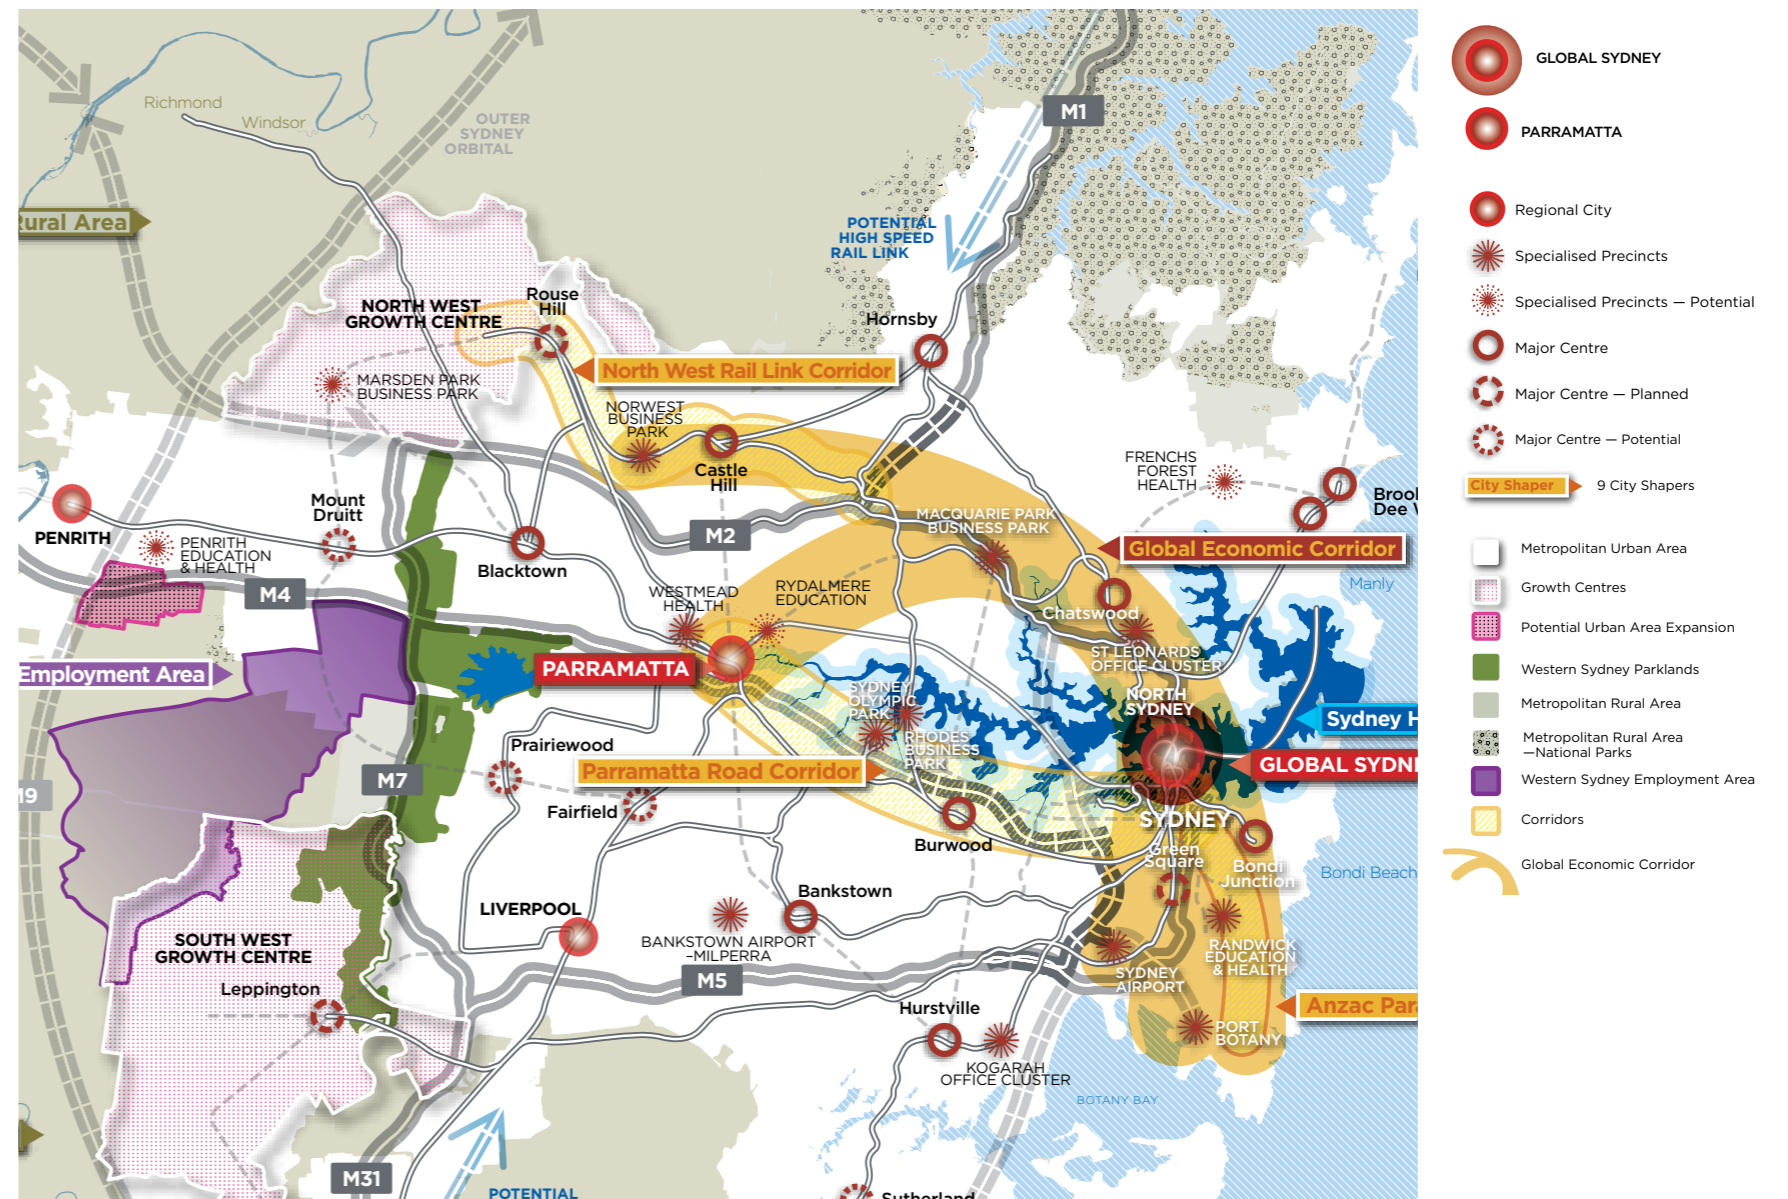 Richmond
Windsor
OUTER
SYDNEY
ORBITAL
M1
Rural Area
POTENTIAL
HIGH SPEED
RAIL LINK
NORTH WEST
GROWTH CENTRE
Rouse
Hill
Hornsby
North West Rail Link Corridor
MARSDEN PARK
BUSINESS PARK
NORWEST
BUSINESS
PARK
Castle
Hill
FRENCHS
FOREST
HEALTH
Mount
Druitt
PENRITH
PENRITH
EDUCATION
& HEALTH
Blacktown
M2
MACQUARIE PARK
BUSINESS PARK
Global Economic Corridor
M4
WESTMEAD
HEALTH
RYDALMERE
EDUCATION
Manly
Chatswood
ST LEONARDS
OFFICE CLUSTER
Employment Area
PARRAMATTA
SYDNEY
OLYMPIC
PARK
NORTH
SYDNEY
Sydney H
RHODES
BUSINESS
PARK
Prairiewood
Parramatta Road Corridor
GLOBAL SYDN
M7
M9
Fairfield
SYDNEY
Burwood
Green
Square
Bondi
Junction
Bondi Beach
Bankstown
LIVERPOOL
BANKSTOWN AIRPORT
–MILPERRA
SOUTH WEST
GROWTH CENTRE
RANDWICK
EDUCATION
& HEALTH
M5
SYDNEY
AIRPORT
Leppington
Hurstville
Anzac Par
PORT
BOTANY
KOGARAH
OFFICE CLUSTER
BOTANY BAY
M31
POTENTIAL
Sutherland
GLOBAL SYDNEY
PARRAMATTA
Regional City
Specialised Precincts
Specialised Precincts — Potential
Major Centre
Major Centre — Planned
Major Centre — Potential
City Shaper
9 City Shapers
Metropolitan Urban Area
Growth Centres
Potential Urban Area Expansion
Western Sydney Parklands
Metropolitan Rural Area
Metropolitan Rural Area
—National Parks
Western Sydney Employment Area
Corridors
Global Economic Corridor